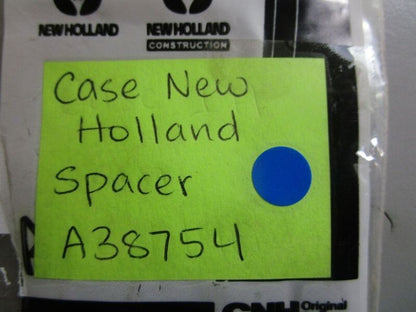 NEW HOLLAND
NEW HOLLAND
CONSTRUCTION
Case New
Holland
Spacer
A38754
CNH Original